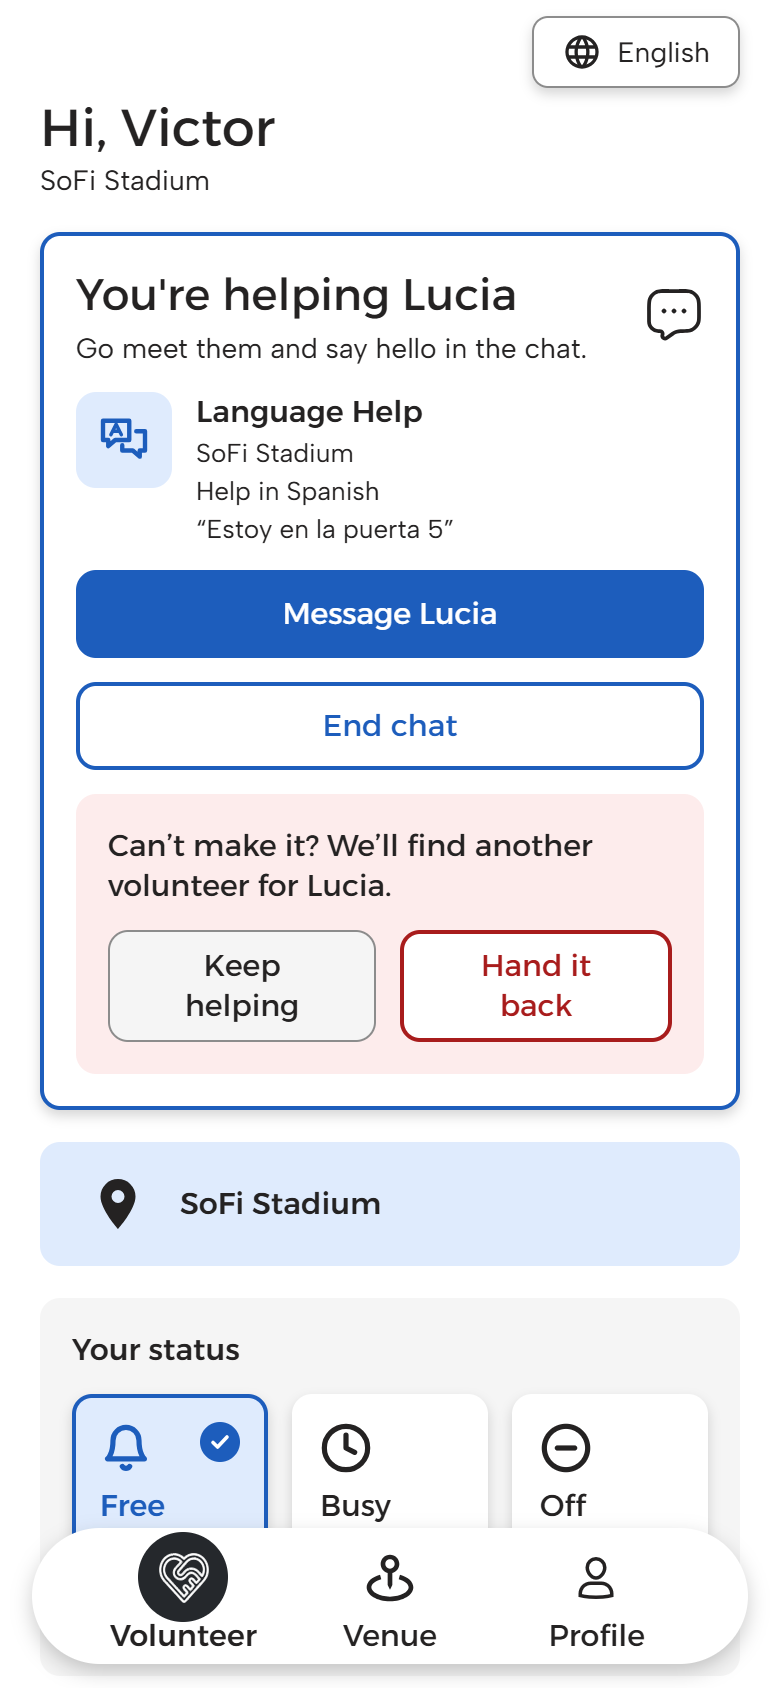 English
Hi, Victor
SoFi Stadium
You're helping Lucia
Go meet them and say hello in the chat.
Language Help
SoFi Stadium
Help in Spanish
“Estoy en la puerta 5”
Message Lucia
End chat
Can’t make it? We’ll find another
volunteer for Lucia.
Keep
helping
Hand it
back
SoFi Stadium
Your status
Free
Busy
Off
Volunteer
Venue
Profile